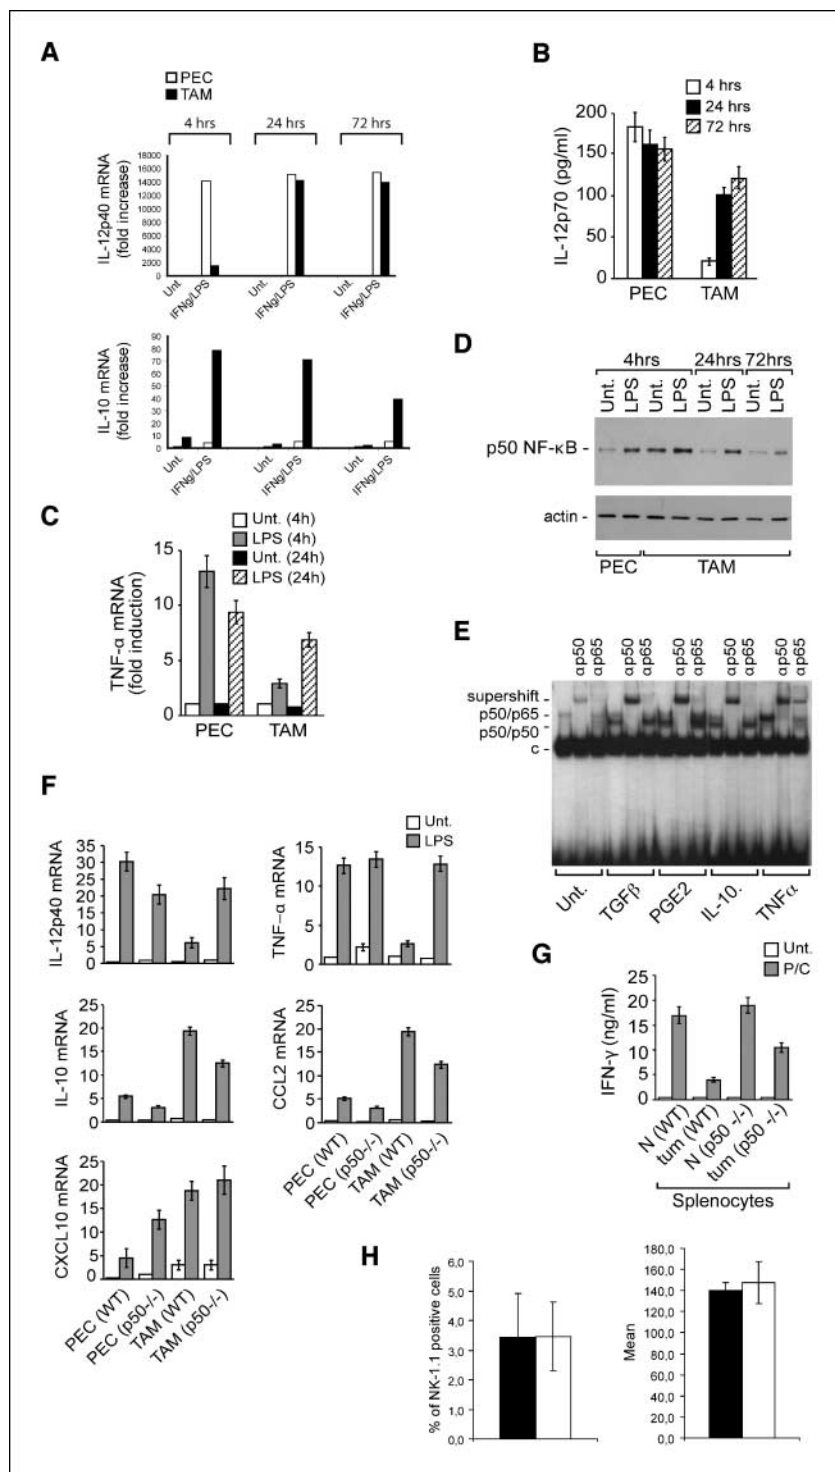 A
PEC
TAM
4 hrs
24 hrs
72 hrs
IL-12p40 mRNA
(fold increase)
18000
16000
14000
12000
10000
8000
6000
4000
2000
0
Unt.
IFNg/LPS
Unt.
IFNg/LPS
Unt.
IFNg/LPS
IL-10 mRNA
(fold increase)
90
80
70
60
50
40
30
20
10
0
Unt.
IFNg/LPS
Unt.
IFNg/LPS
Unt.
IFNg/LPS
B
4 hrs
24 hrs
72 hrs
IL-12p70 (pg/ml)
200
150
100
50
0
PEC
TAM
C
Unt. (4h)
LPS (4h)
Unt. (24h)
LPS (24h)
TNF-α mRNA
(fold induction)
15
10
5
0
PEC
TAM
D
4hrs
24hrs
72hrs
Unt.
LPS
Unt.
LPS
Unt.
LPS
Unt.
LPS
p50 NF-κB -
actin -
PEC
TAM
E
αp50
αp65
αp50
αp65
αp50
αp65
αp50
αp65
αp50
αp65
supershift -
p50/p65 -
p50/p50 -
c -
Unt.
TGFβ
PGE2
IL-10.
TNFα
F
Unt.
LPS
IL-12p40 mRNA
35
30
25
20
15
10
5
0
TNF-α mRNA
15
10
5
0
IL-10 mRNA
25
20
15
10
5
0
CCL2 mRNA
25
20
15
10
5
0
PEC (WT)
PEC (p50-/-)
TAM (WT)
TAM (p50-/-)
CXCL10 mRNA
25
20
15
10
5
0
PEC (WT)
PEC (p50-/-)
TAM (WT)
TAM (p50-/-)
G
Unt.
P/C
IFN-γ (ng/ml)
25
20
15
10
5
0
N (WT)
tum (WT)
N (p50 -/-)
tum (p50 -/-)
Splenocytes
H
% of NK-1.1 positive cells
6,0
5,0
4,0
3,0
2,0
1,0
0,0
Mean
180,0
160,0
140,0
120,0
100,0
80,0
60,0
40,0
20,0
0,0